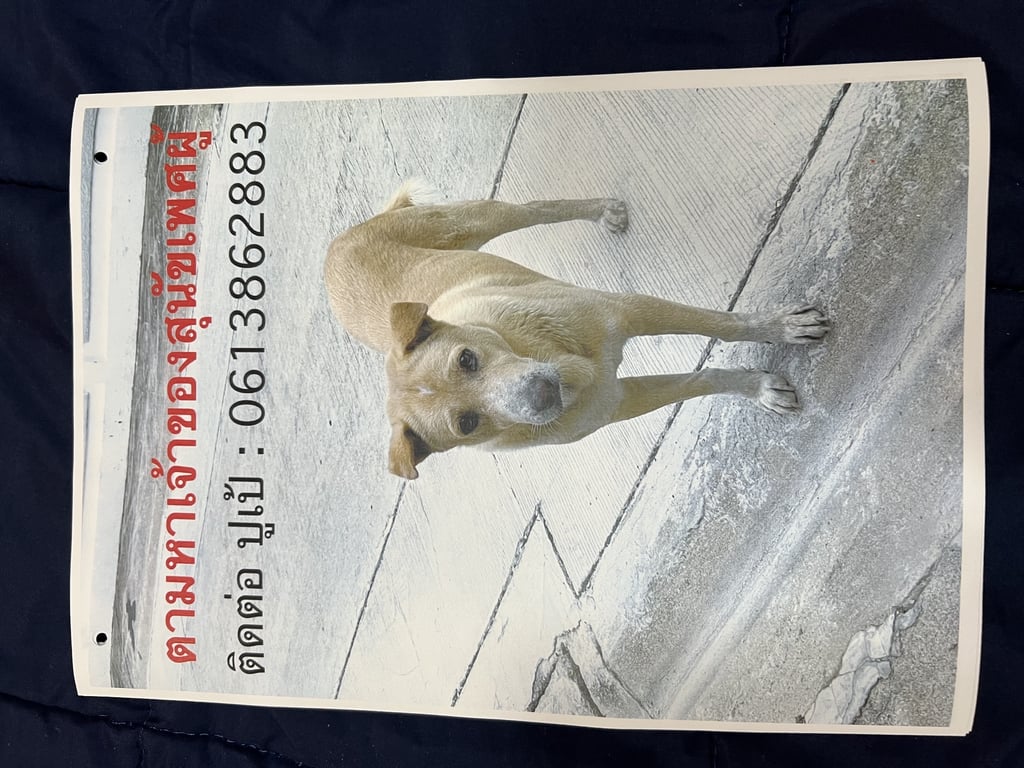 ตามหาเจ้าของสุนัขเพศผู้
ติดต่อ ปูเป้ : 0613862883